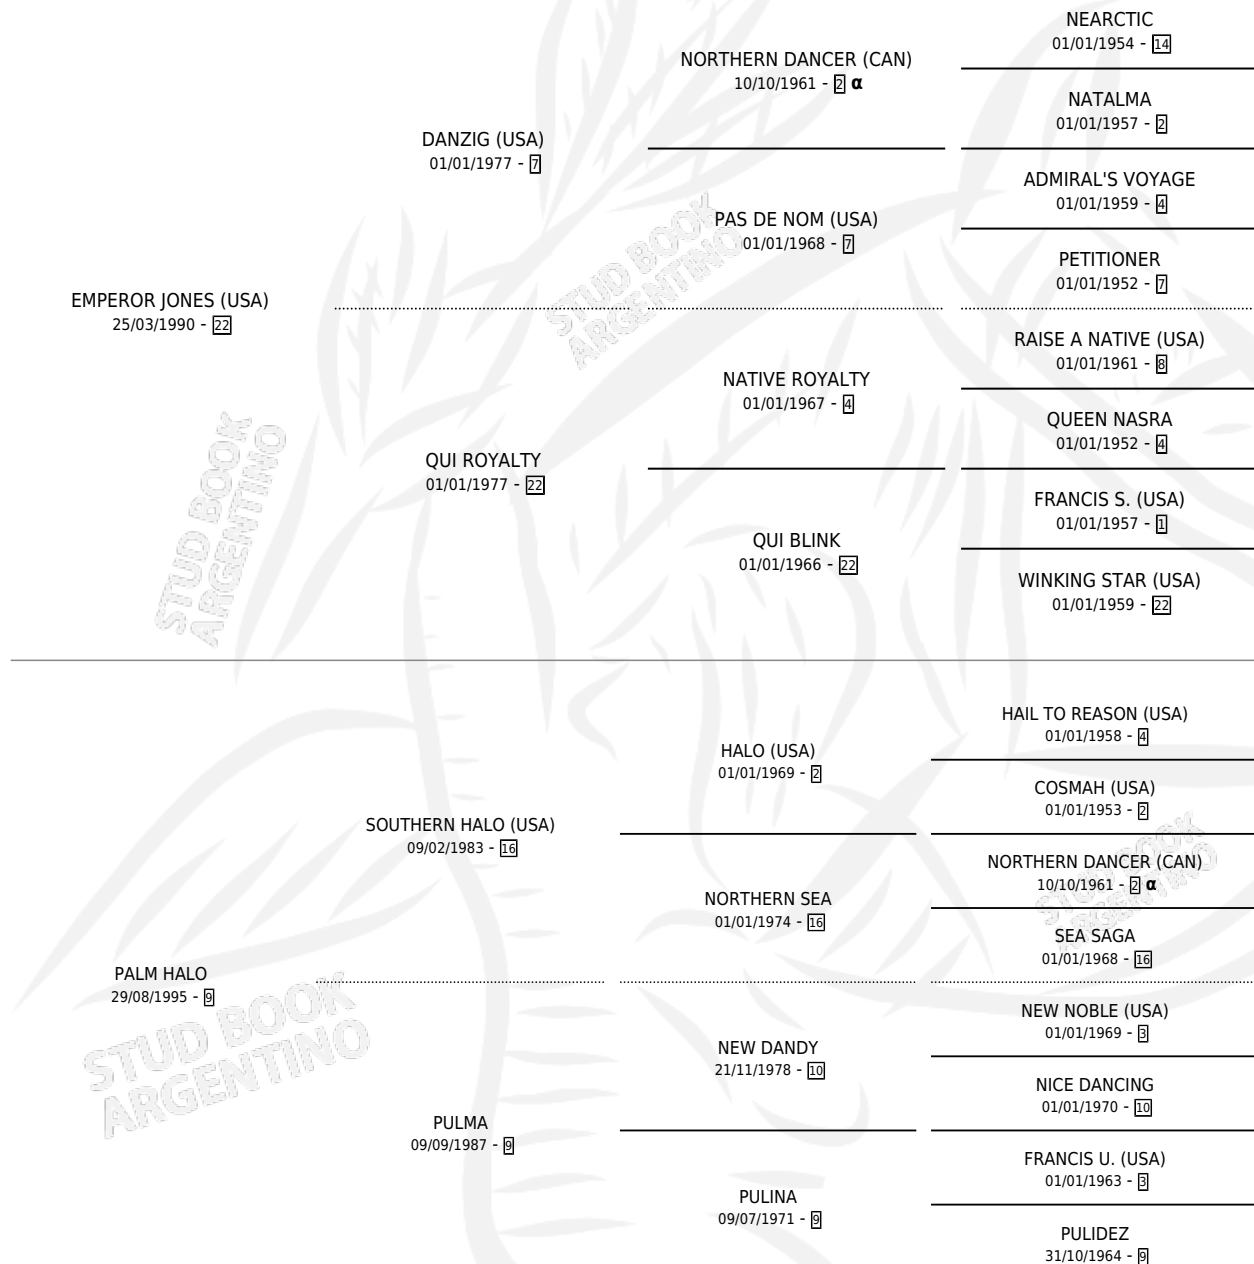 NEARCTIC
01/01/1954 - 14
NORTHERN DANCER (CAN)
10/10/1961 - 2 α
NATALMA
01/01/1957 - 2
DANZIG (USA)
01/01/1977 - 7
ADMIRAL'S VOYAGE
01/01/1959 - 4
PAS DE NOM (USA)
01/01/1968 - 7
PETITIONER
01/01/1952 - 7
EMPEROR JONES (USA)
25/03/1990 - 22
RAISE A NATIVE (USA)
01/01/1961 - 8
NATIVE ROYALTY
01/01/1967 - 4
QUEEN NASRA
01/01/1952 - 4
QUI ROYALTY
01/01/1977 - 22
FRANCIS S. (USA)
01/01/1957 - 1
QUI BLINK
01/01/1966 - 22
WINKING STAR (USA)
01/01/1959 - 22
HAIL TO REASON (USA)
01/01/1958 - 4
HALO (USA)
01/01/1969 - 2
COSMAH (USA)
01/01/1953 - 2
SOUTHERN HALO (USA)
09/02/1983 - 16
NORTHERN DANCER (CAN)
10/10/1961 - 2 α
NORTHERN SEA
01/01/1974 - 16
SEA SAGA
01/01/1968 - 16
PALM HALO
29/08/1995 - 9
NEW NOBLE (USA)
01/01/1969 - 3
NEW DANDY
21/11/1978 - 10
NICE DANCING
01/01/1970 - 10
PULMA
09/09/1987 - 9
FRANCIS U. (USA)
01/01/1963 - 3
PULINA
09/07/1971 - 9
PULIDEZ
31/10/1964 - 9
STUD BOOK
ARGENTINO
STUD BOOK
ARGENTINO
STUD BOOK
ARGENTINO
STUD BOOK
ARGENTINO